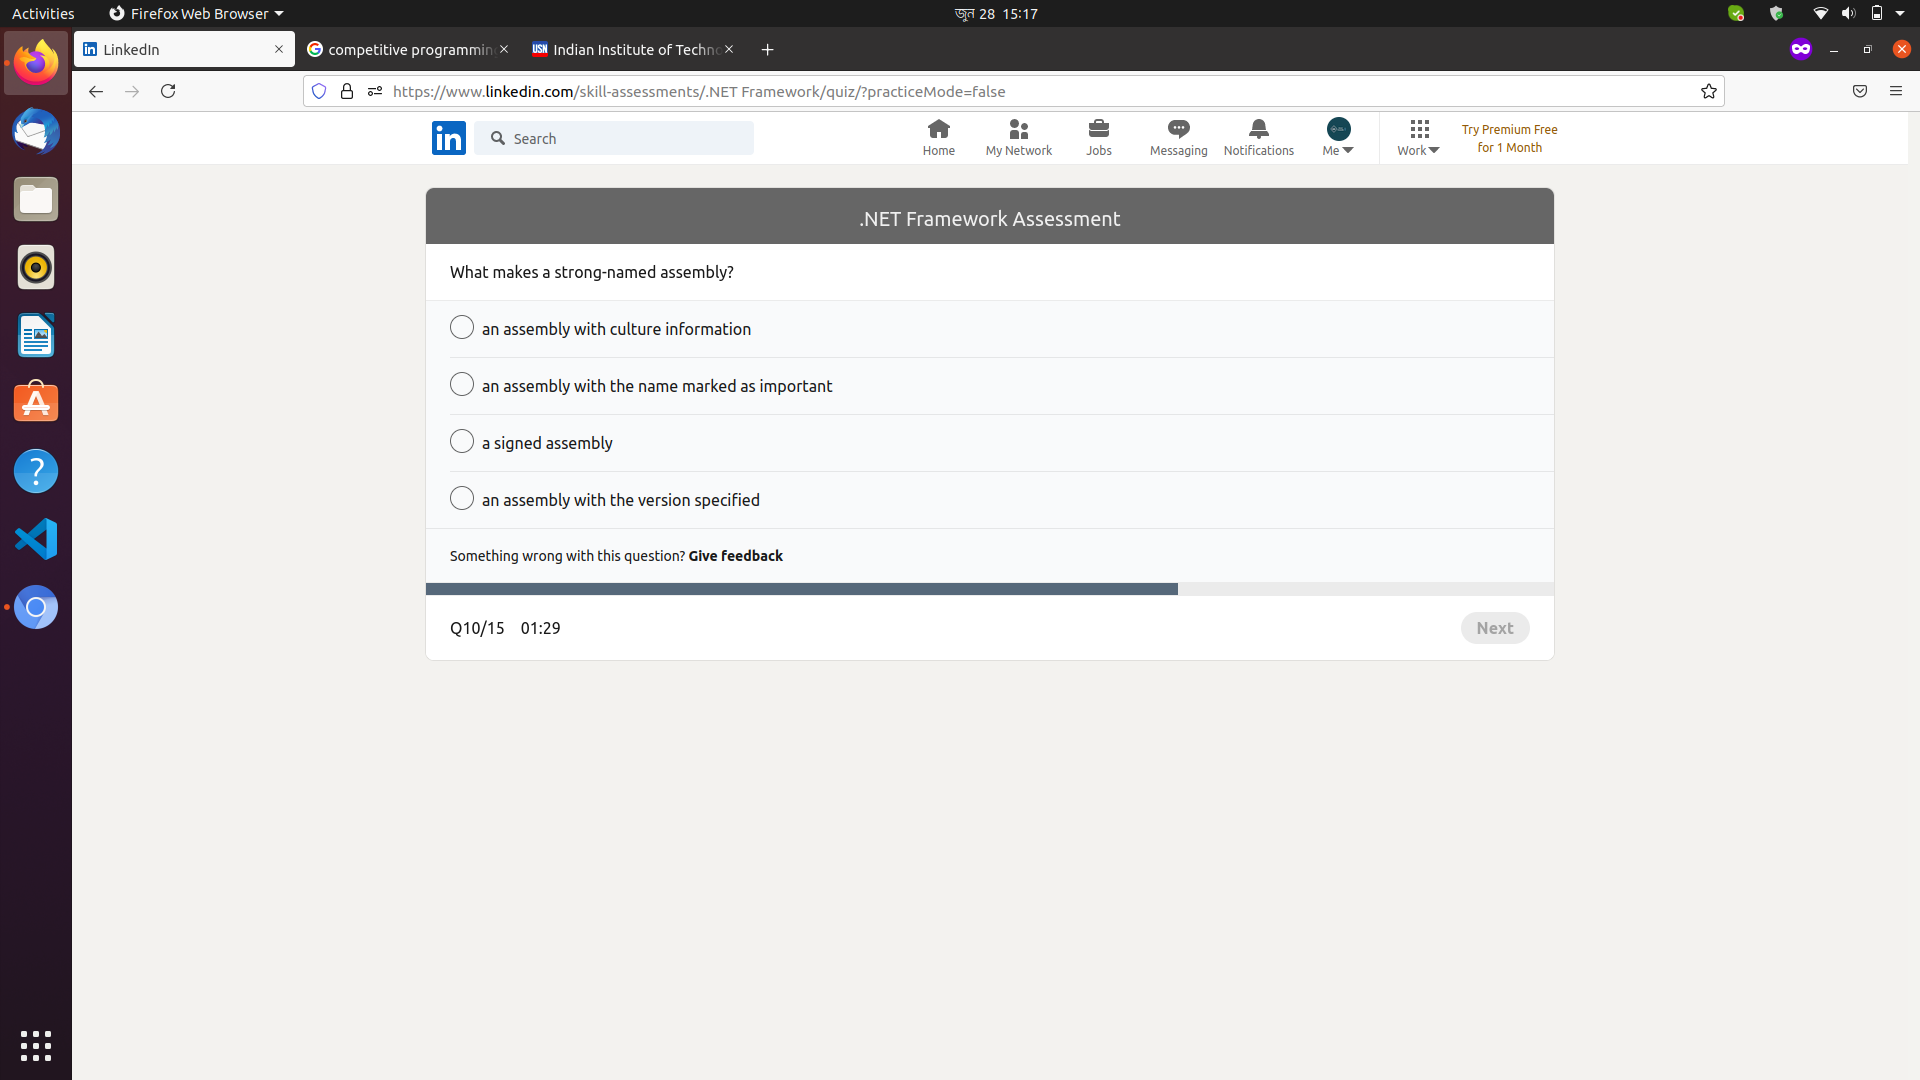 Activities
Firefox Web Browser
জুন 28 15:17
LinkedIn
competitive programmin
USN Indian Institute of Techno
https://www.linkedin.com/skill-assessments/.NET Framework/quiz/?practiceMode=false
in
Search
Home
My Network
Jobs
Messaging
Notifications
Me
Work
Try Premium Free
for 1 Month
.NET Framework Assessment
What makes a strong-named assembly?
an assembly with culture information
an assembly with the name marked as important
a signed assembly
an assembly with the version specified
Something wrong with this question? Give feedback
Q10/15 01:29
Next